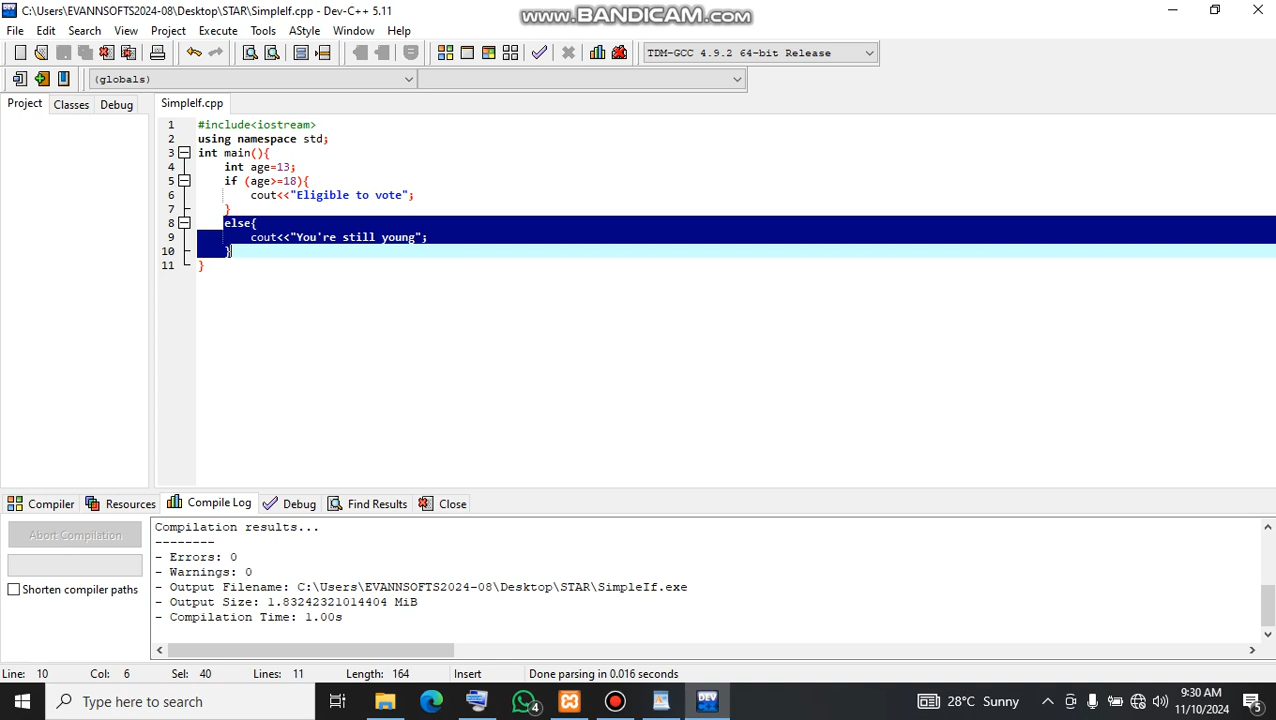 C:\Users\EVANNSOFTS2024-08\Desktop\STAR\SimpleIf.cpp - Dev-C++ 5.11
www.BANDICAM.com
File Edit Search View Project Execute Tools AStyle Window Help
TDM-GCC 4.9.2 64-bit Release
(globals)
Project Classes Debug SimpleIf.cpp
1 #include<iostream>
2 using namespace std;
3 int main(){
4 int age=13;
5 if (age>=18){
6 cout<<"Eligible to vote";
7 }
8 else{
9 cout<<"You're still young";
10 }
11 }
Compiler Resources Compile Log Debug Find Results Close
Abort Compilation
Shorten compiler paths
Compilation results...
--------
- Errors: 0
- Warnings: 0
- Output Filename: C:\Users\EVANNSOFTS2024-08\Desktop\STAR\SimpleIf.exe
- Output Size: 1.83242321014404 MiB
- Compilation Time: 1.00s
Line: 10 Col: 6 Sel: 40 Lines: 11 Length: 164 Insert Done parsing in 0.016 seconds
Type here to search
4
DEV
28°C Sunny
9:30 AM
11/10/2024
5